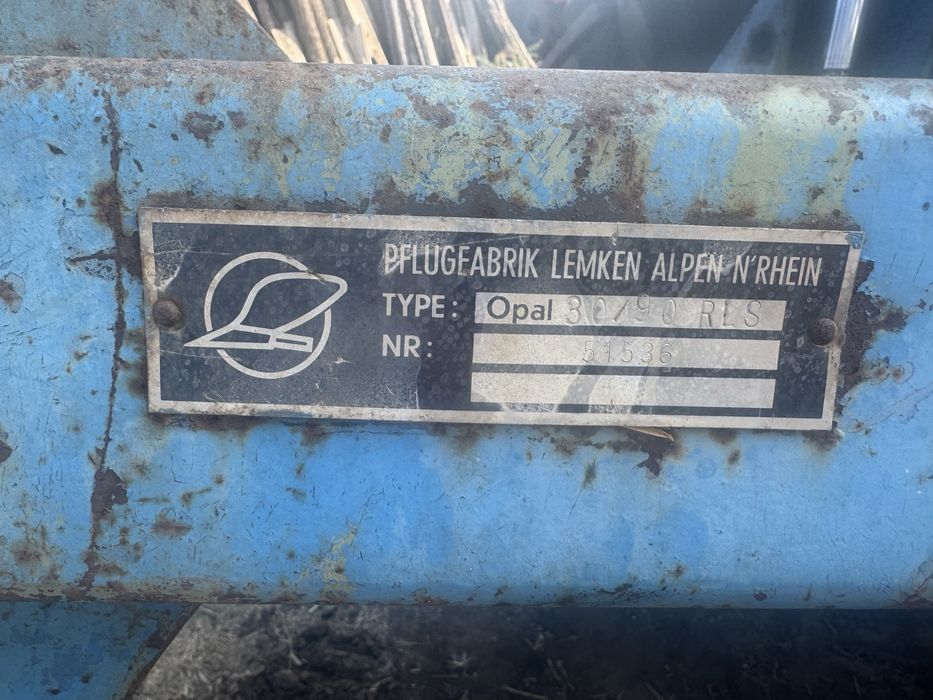 PFLUGFABRIK LEMKEN ALPEN N'RHEIN
TYPE: Opal 30/90 RLS
NR: 51536